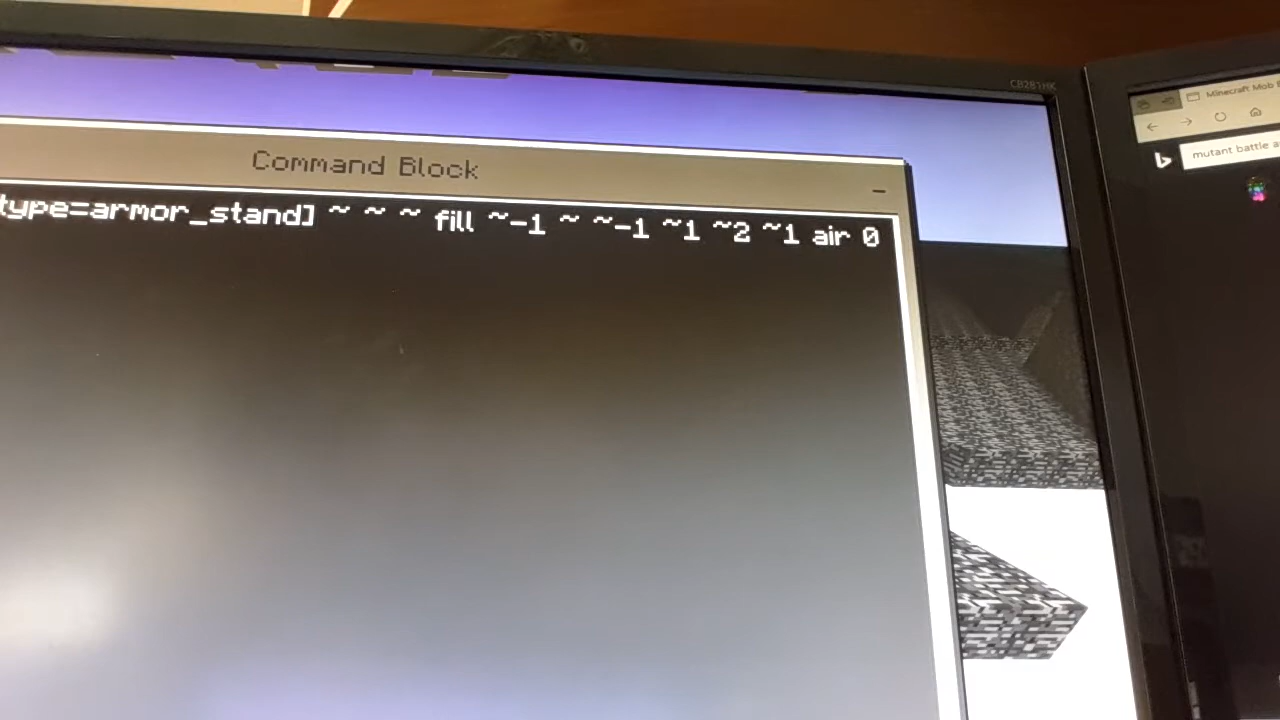 CB281HK
Command Block
type=armor_stand] ~ ~ ~ fill ~-1 ~ ~-1 ~1 ~2 ~1 air 0
Minecraft Mob
mutant battle a